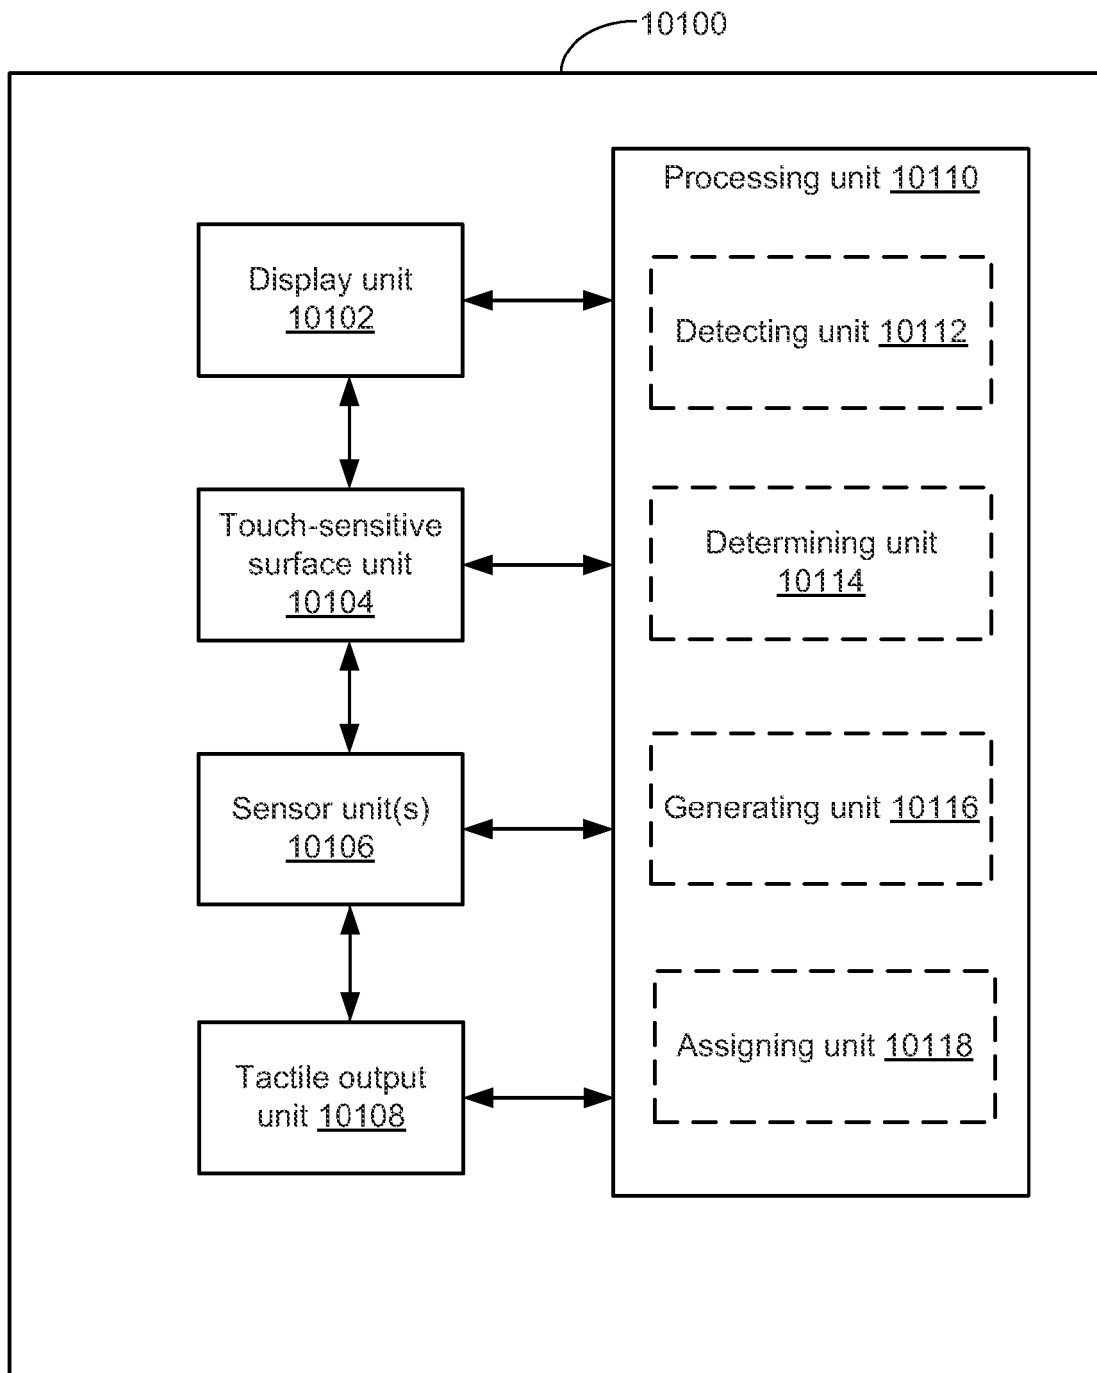 10100
Processing unit 10110
Display unit
10102
Detecting unit 10112
Touch-sensitive
surface unit
10104
Determining unit
10114
Sensor unit(s)
10106
Generating unit 10116
Tactile output
unit 10108
Assigning unit 10118